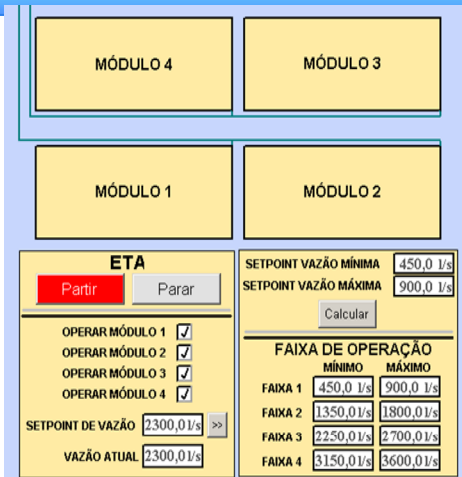 MÓDULO 4
MÓDULO 3
MÓDULO 1
MÓDULO 2
ETA
Partir
Parar
OPERAR MÓDULO 1
OPERAR MÓDULO 2
OPERAR MÓDULO 3
OPERAR MÓDULO 4
SETPOINT DE VAZÃO 2300,0 l/s >>
VAZÃO ATUAL 2300,0 l/s
SETPOINT VAZÃO MÍNIMA 450,0 l/s
SETPOINT VAZÃO MÁXIMA 900,0 l/s
Calcular
FAIXA DE OPERAÇÃO
MÍNIMO MÁXIMO
FAIXA 1 450,0 l/s 900,0 l/s
FAIXA 2 1350,0 l/s 1800,0 l/s
FAIXA 3 2250,0 l/s 2700,0 l/s
FAIXA 4 3150,0 l/s 3600,0 l/s